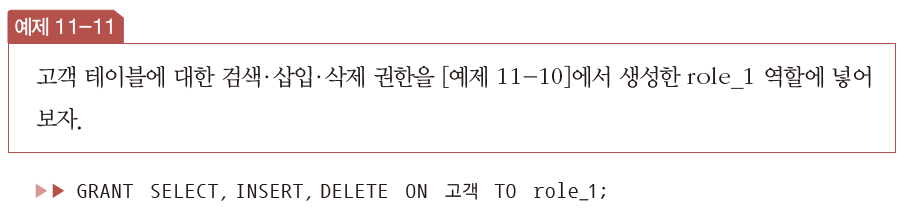 예제 11-11
고객 테이블에 대한 검색·삽입·삭제 권한을 [예제 11-10]에서 생성한 role_1 역할에 넣어
보자.
▶▶ GRANT SELECT, INSERT, DELETE ON 고객 TO role_1;